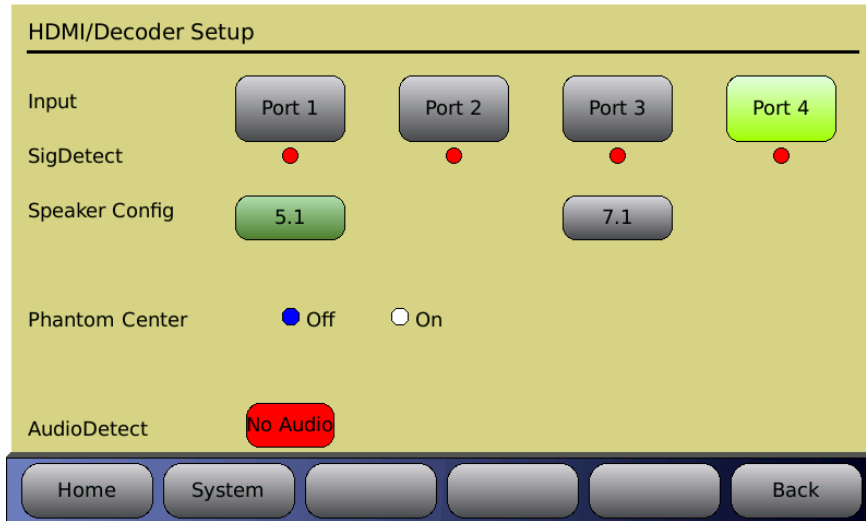 HDMI/Decoder Setup
Input Port 1 Port 2 Port 3 Port 4
SigDetect
Speaker Config 5.1 7.1
Phantom Center Off On
AudioDetect No Audio
Home System Back